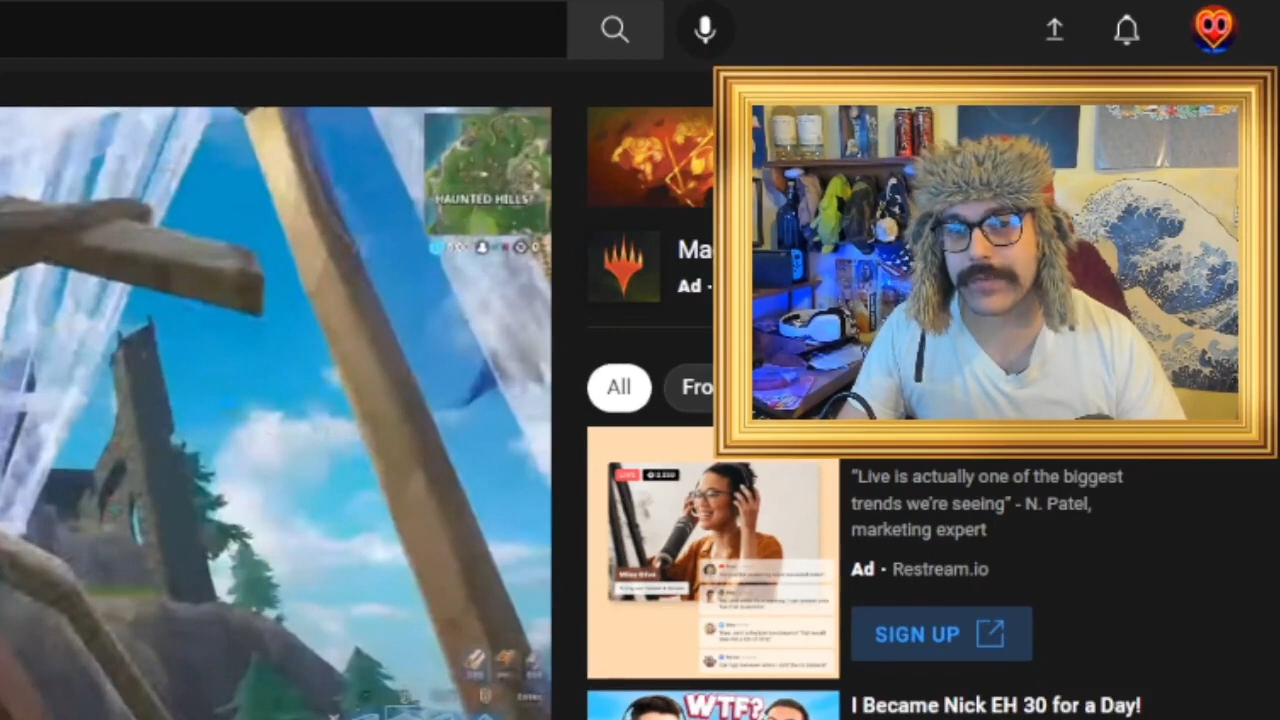 HAUNTED HILLS
Ma
Ad ·
All
Fro
LIVE
"Live is actually one of the biggest
trends we're seeing" - N. Patel,
marketing expert
Ad · Restream.io
SIGN UP
WTF?
I Became Nick EH 30 for a Day!